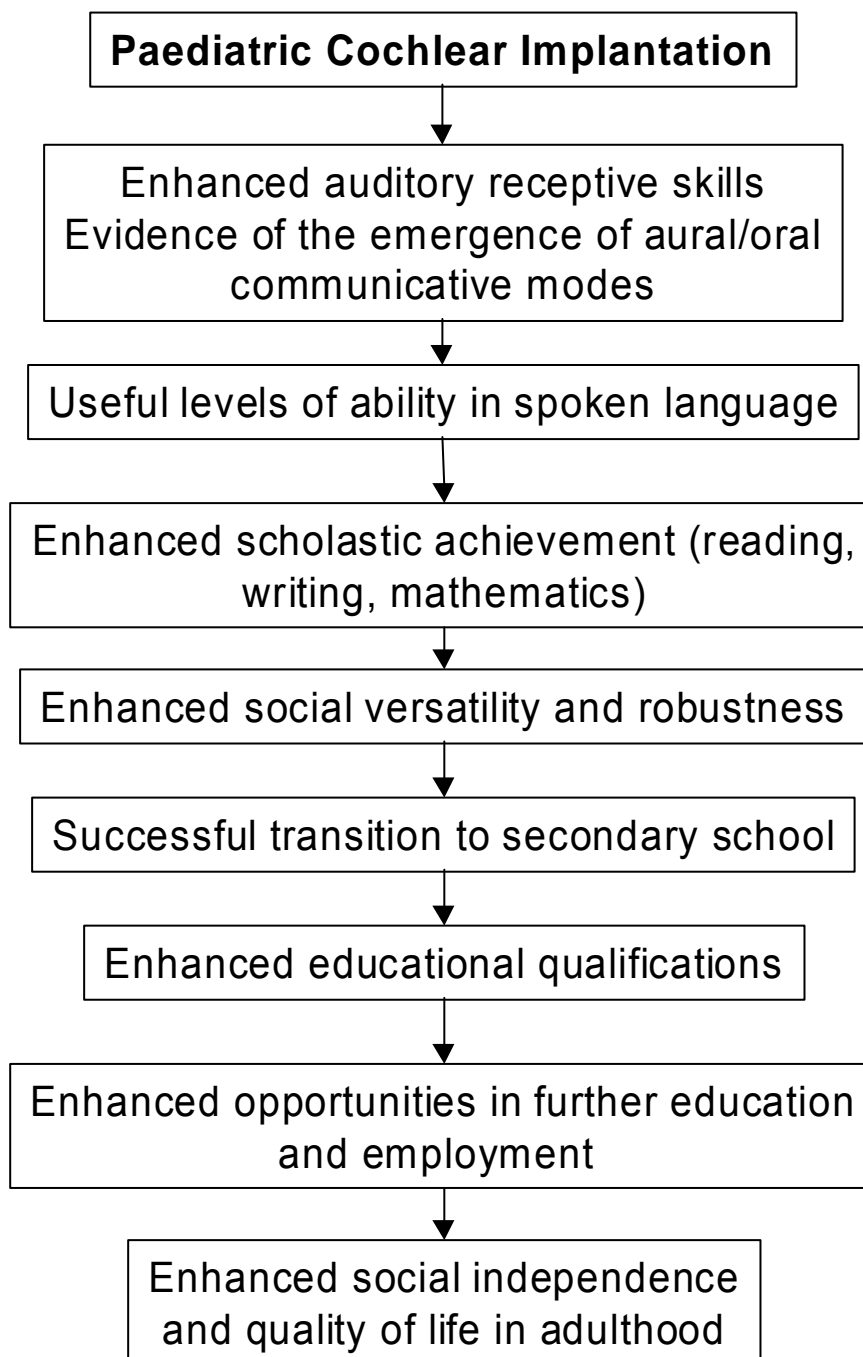 Paediatric Cochlear Implantation
Enhanced auditory receptive skills
Evidence of the emergence of aural/oral
communicative modes
Useful levels of ability in spoken language
Enhanced scholastic achievement (reading,
writing, mathematics)
Enhanced social versatility and robustness
Successful transition to secondary school
Enhanced educational qualifications
Enhanced opportunities in further education
and employment
Enhanced social independence
and quality of life in adulthood